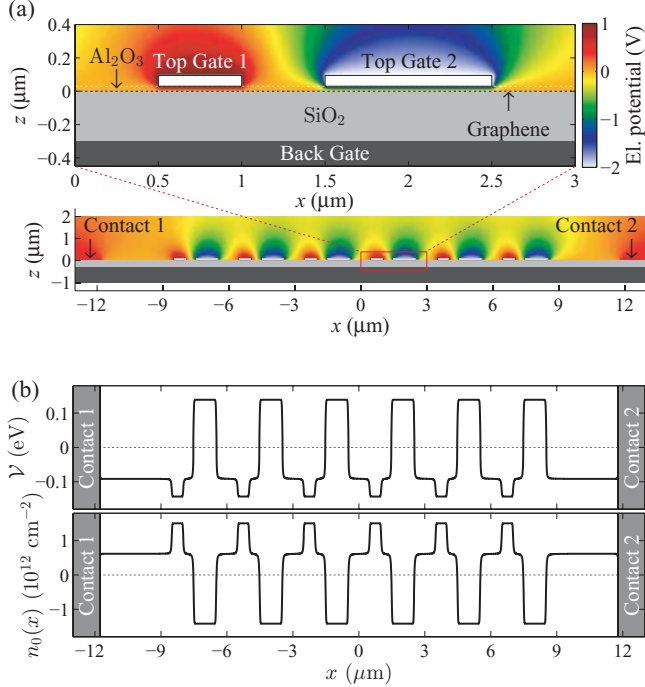 (a)
0.4
0.2
0
−0.2
−0.4
z (μm)
Al₂O₃
Top Gate 1
Top Gate 2
SiO₂
Graphene
Back Gate
0
0.5
1
1.5
2
2.5
3
x (μm)
1
0
−1
−2
El. potential (V)
2
1
0
−1
z (μm)
Contact 1
Contact 2
−12
−9
−6
−3
0
3
6
9
12
x (μm)
(b)
0.1
0
−0.1
𝒱 (eV)
Contact 1
Contact 2
1
0
−1
n₀(x) (10¹² cm⁻²)
Contact 1
Contact 2
−12
−9
−6
−3
0
3
6
9
12
x (μm)